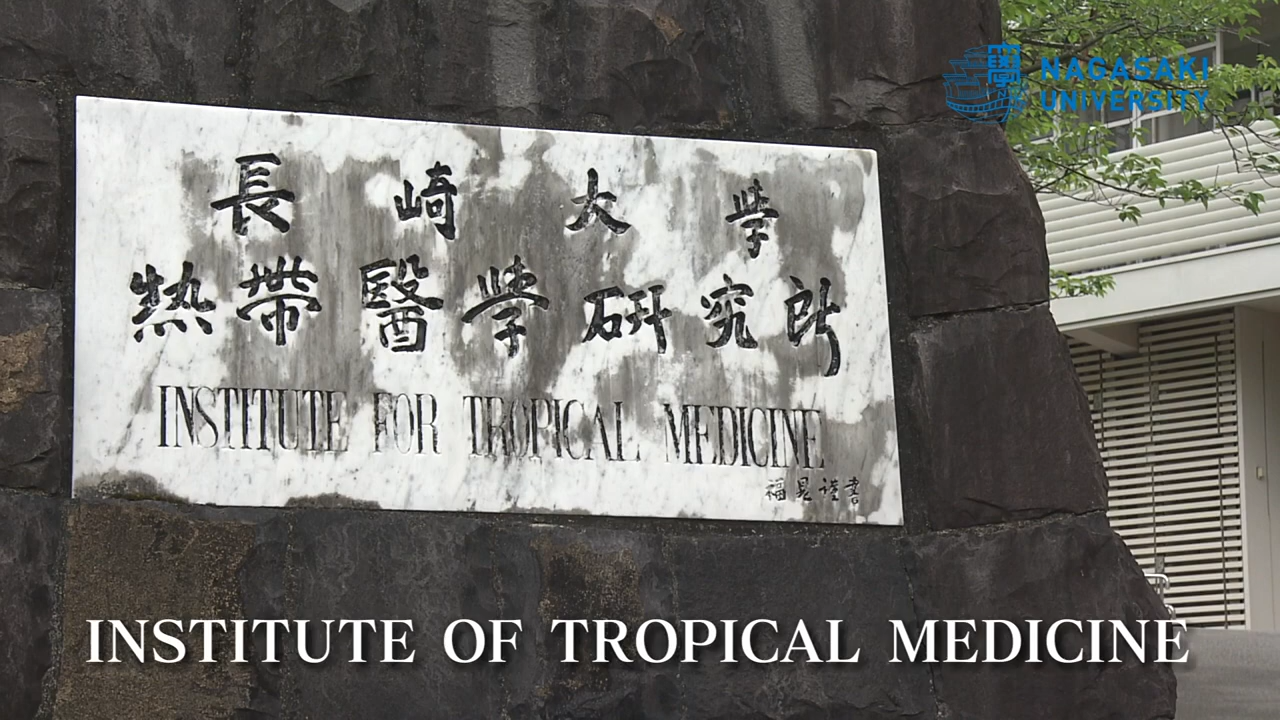 NAGASAKI
UNIVERSITY
長崎大学
熱帶醫學研究所
INSTITUTE FOR TROPICAL MEDICINE
福見謹書
INSTITUTE OF TROPICAL MEDICINE